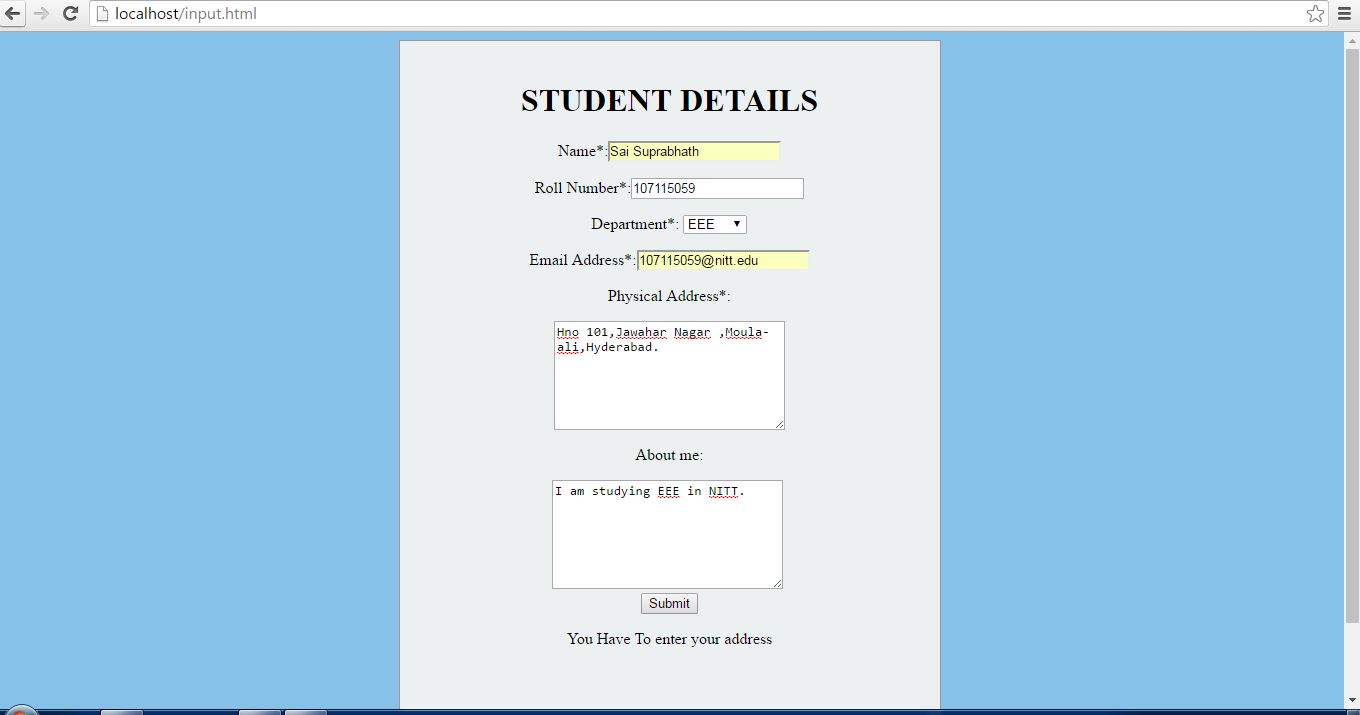 localhost/input.html
STUDENT DETAILS
Name*:Sai Suprabhath
Roll Number*:107115059
Department*: EEE
Email Address*:107115059@nitt.edu
Physical Address*:
Hno 101,Jawahar Nagar ,Moula-
ali,Hyderabad.
About me:
I am studying EEE in NITT.
Submit
You Have To enter your address